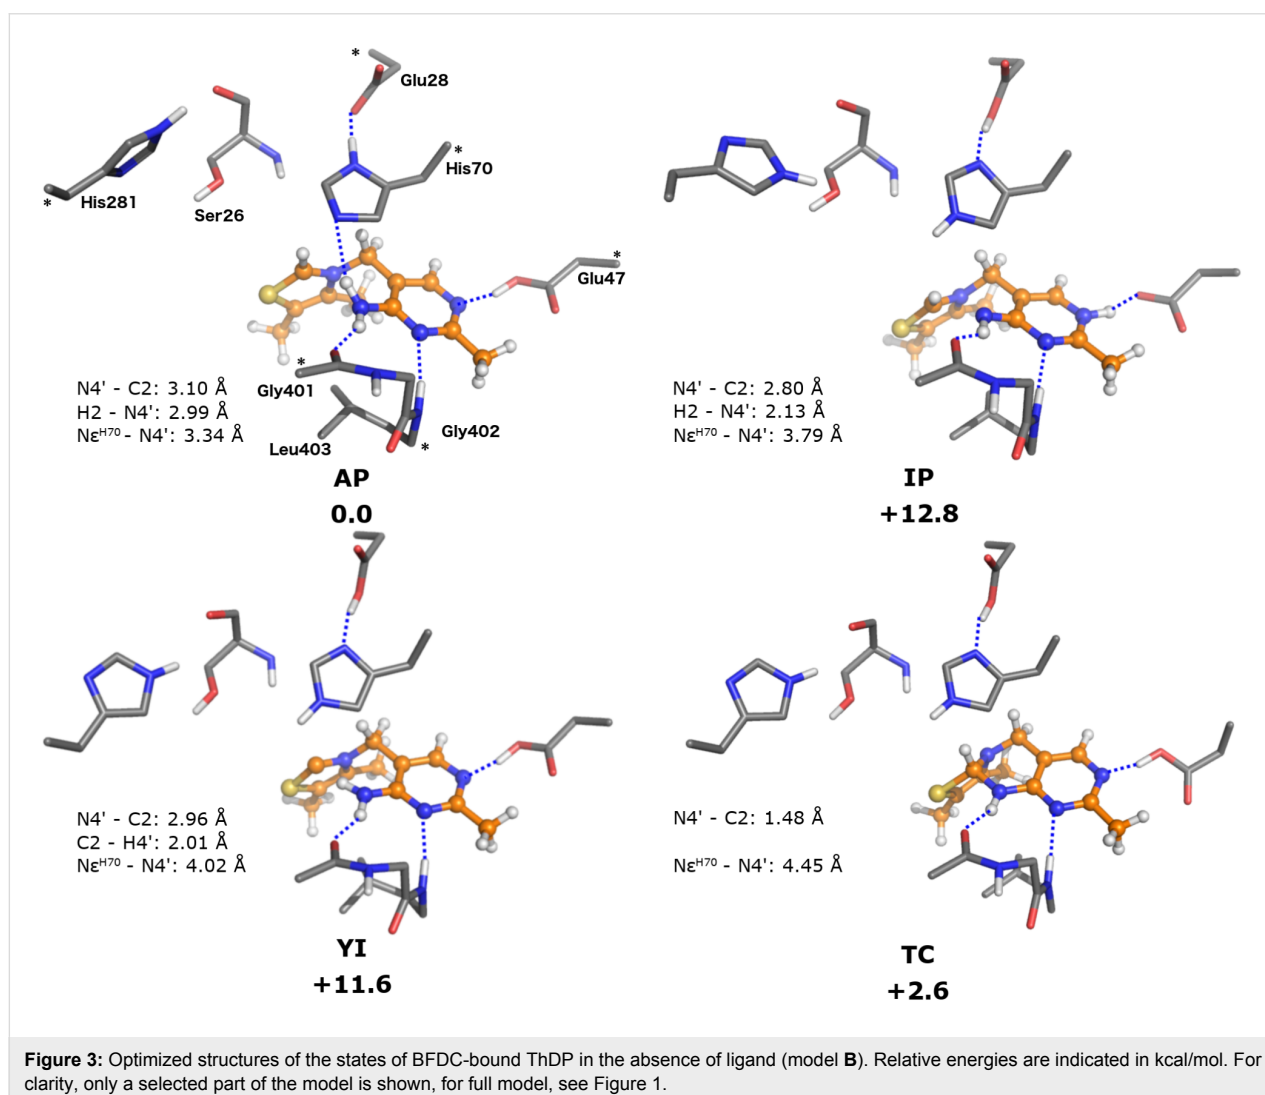 *
Glu28
*
His70
*
His281
Ser26
*
Glu47
*
Gly401
N4' - C2: 3.10 Å
H2 - N4': 2.99 Å
Nε^H70 - N4': 3.34 Å
Gly402
*
Leu403
AP
0.0
N4' - C2: 2.80 Å
H2 - N4': 2.13 Å
Nε^H70 - N4': 3.79 Å
IP
+12.8
N4' - C2: 2.96 Å
C2 - H4': 2.01 Å
Nε^H70 - N4': 4.02 Å
YI
+11.6
N4' - C2: 1.48 Å
Nε^H70 - N4': 4.45 Å
TC
+2.6
Figure 3: Optimized structures of the states of BFDC-bound ThDP in the absence of ligand (model B). Relative energies are indicated in kcal/mol. For
clarity, only a selected part of the model is shown, for full model, see Figure 1.